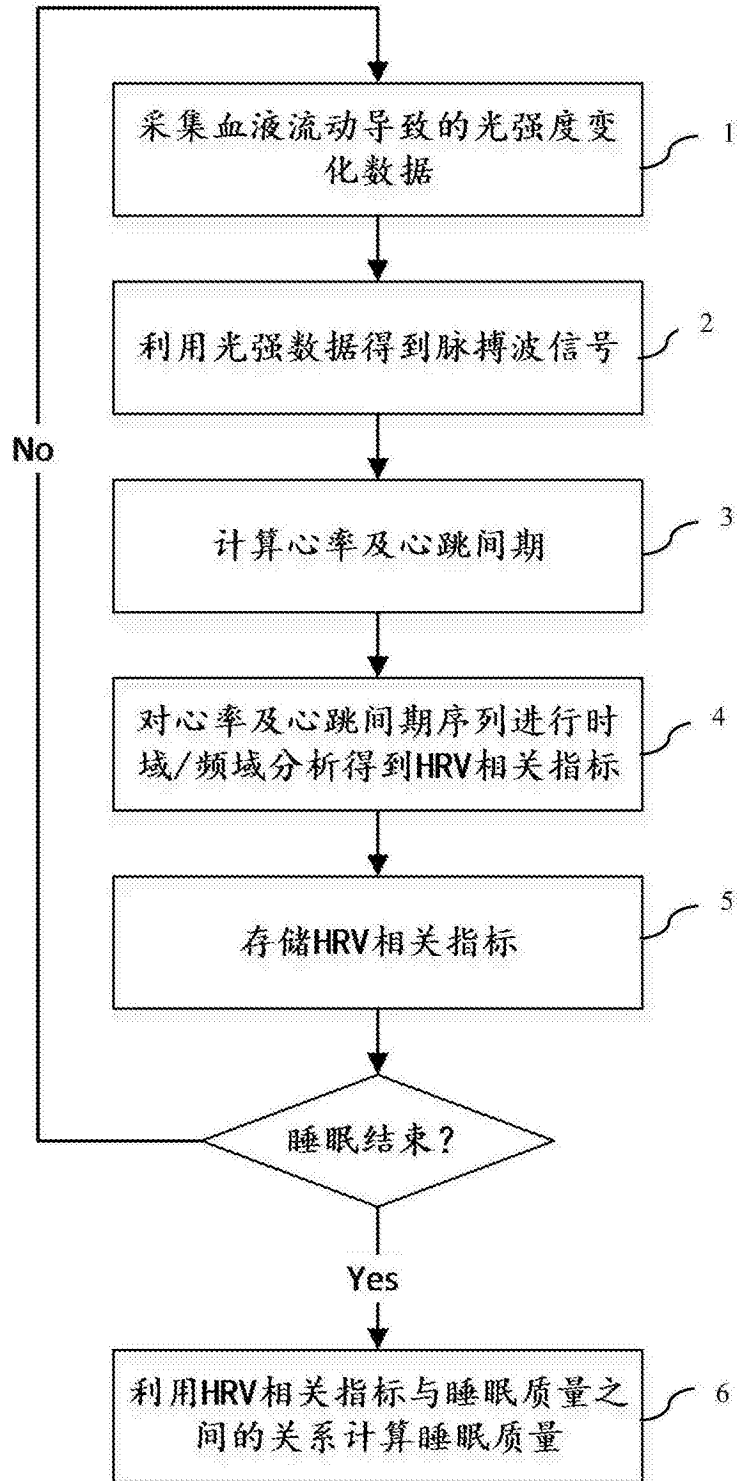 采集血液流动导致的光强度变
化数据
1
利用光强数据得到脉搏波信号
2
No
计算心率及心跳间期
3
对心率及心跳间期序列进行时
域/频域分析得到HRV相关指标
4
存储HRV相关指标
5
睡眠结束?
Yes
利用HRV相关指标与睡眠质量之
间的关系计算睡眠质量
6